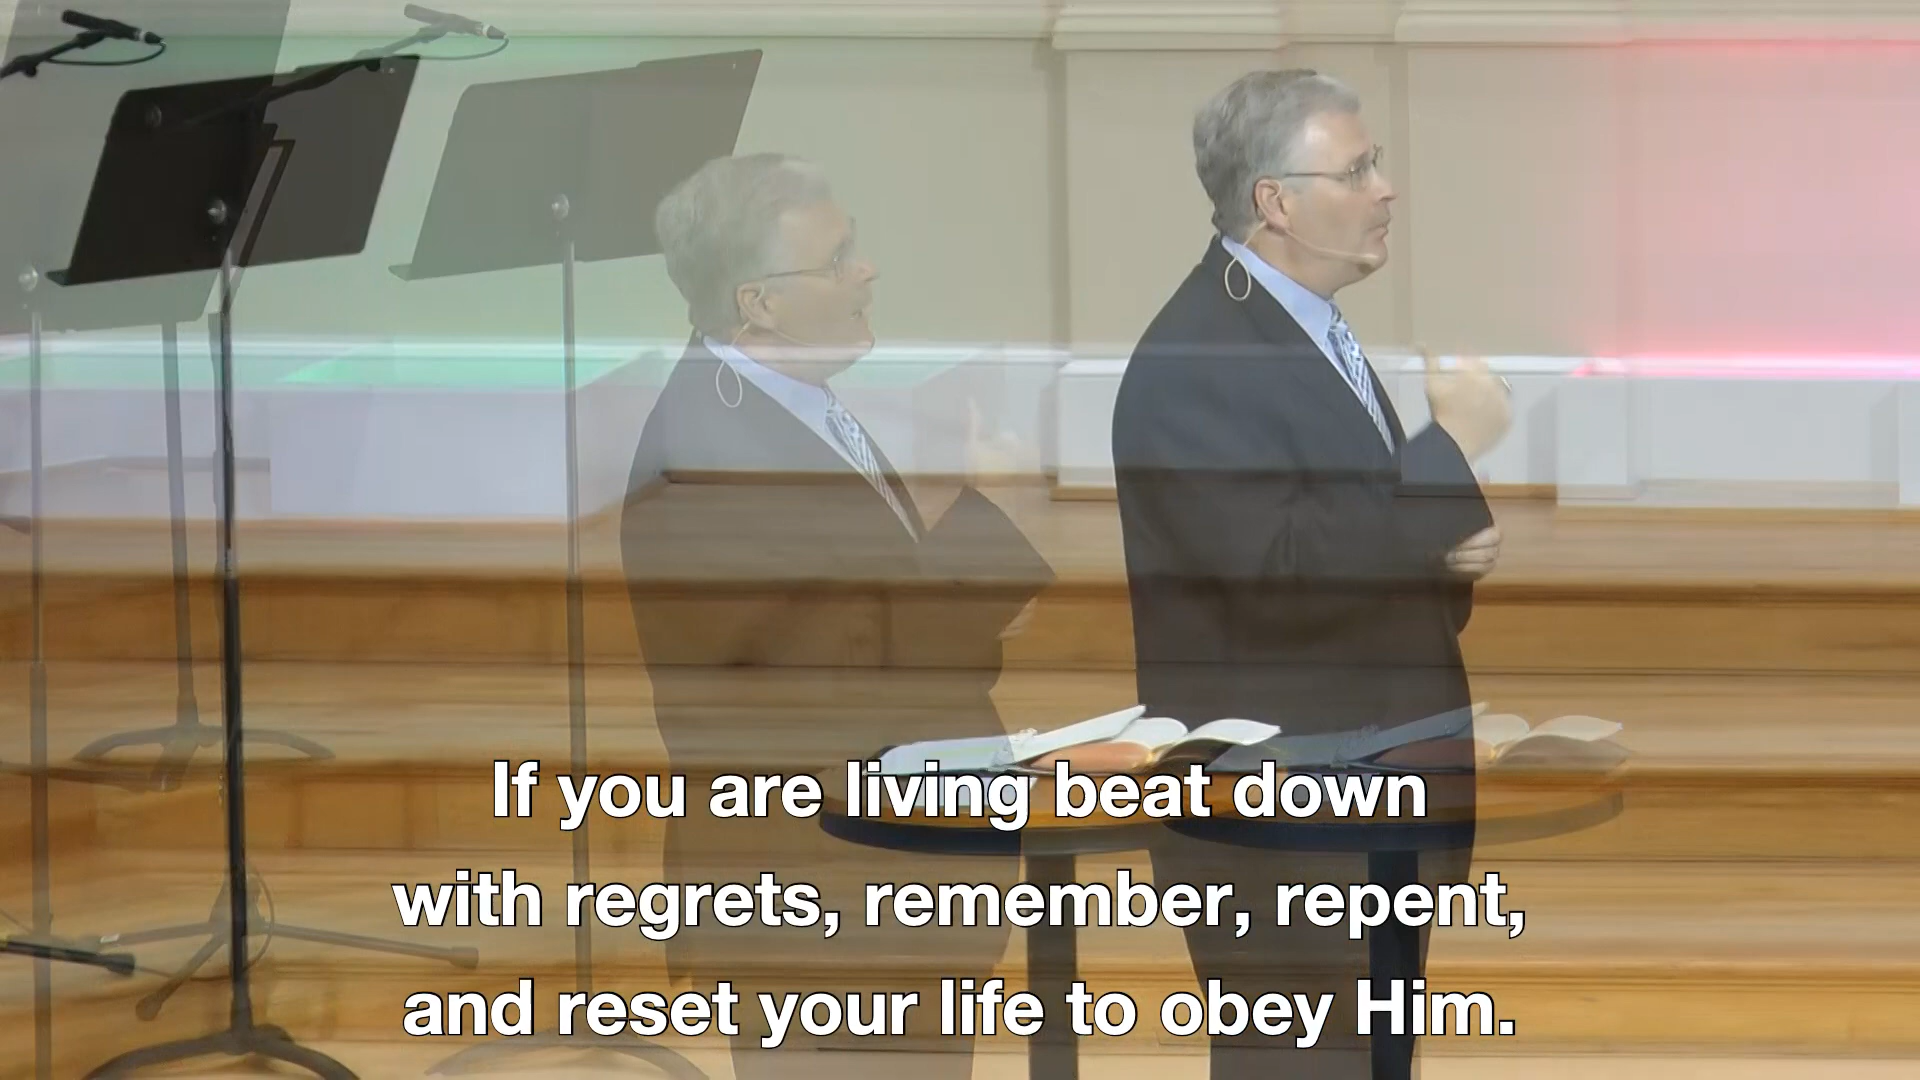 If you are living beat down
with regrets, remember, repent,
and reset your life to obey Him.